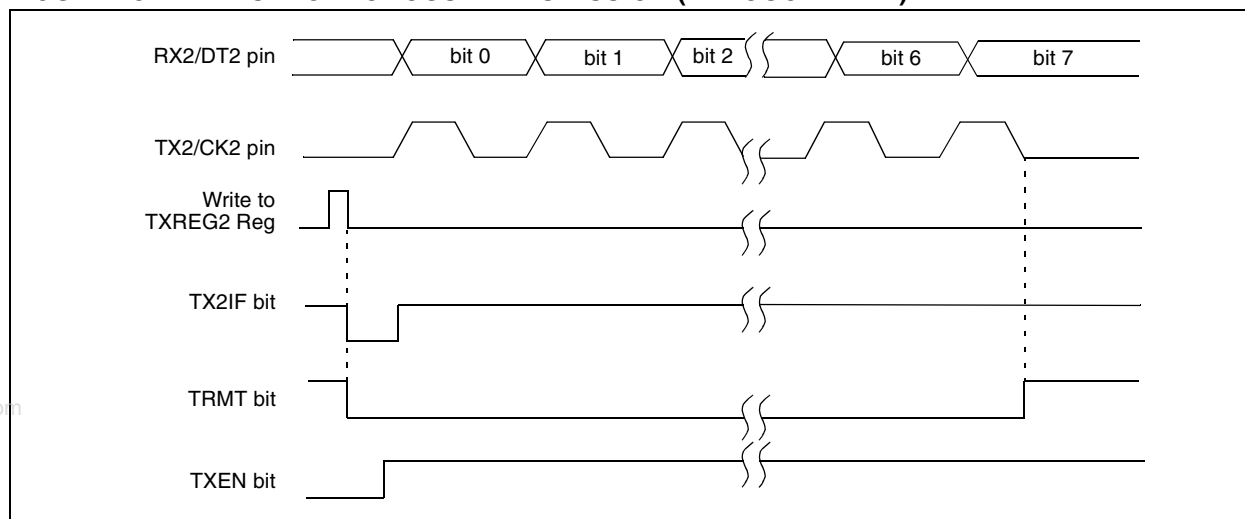 RX2/DT2 pin
bit 0
bit 1
bit 2
bit 6
bit 7
TX2/CK2 pin
Write to
TXREG2 Reg
TX2IF bit
TRMT bit
TXEN bit